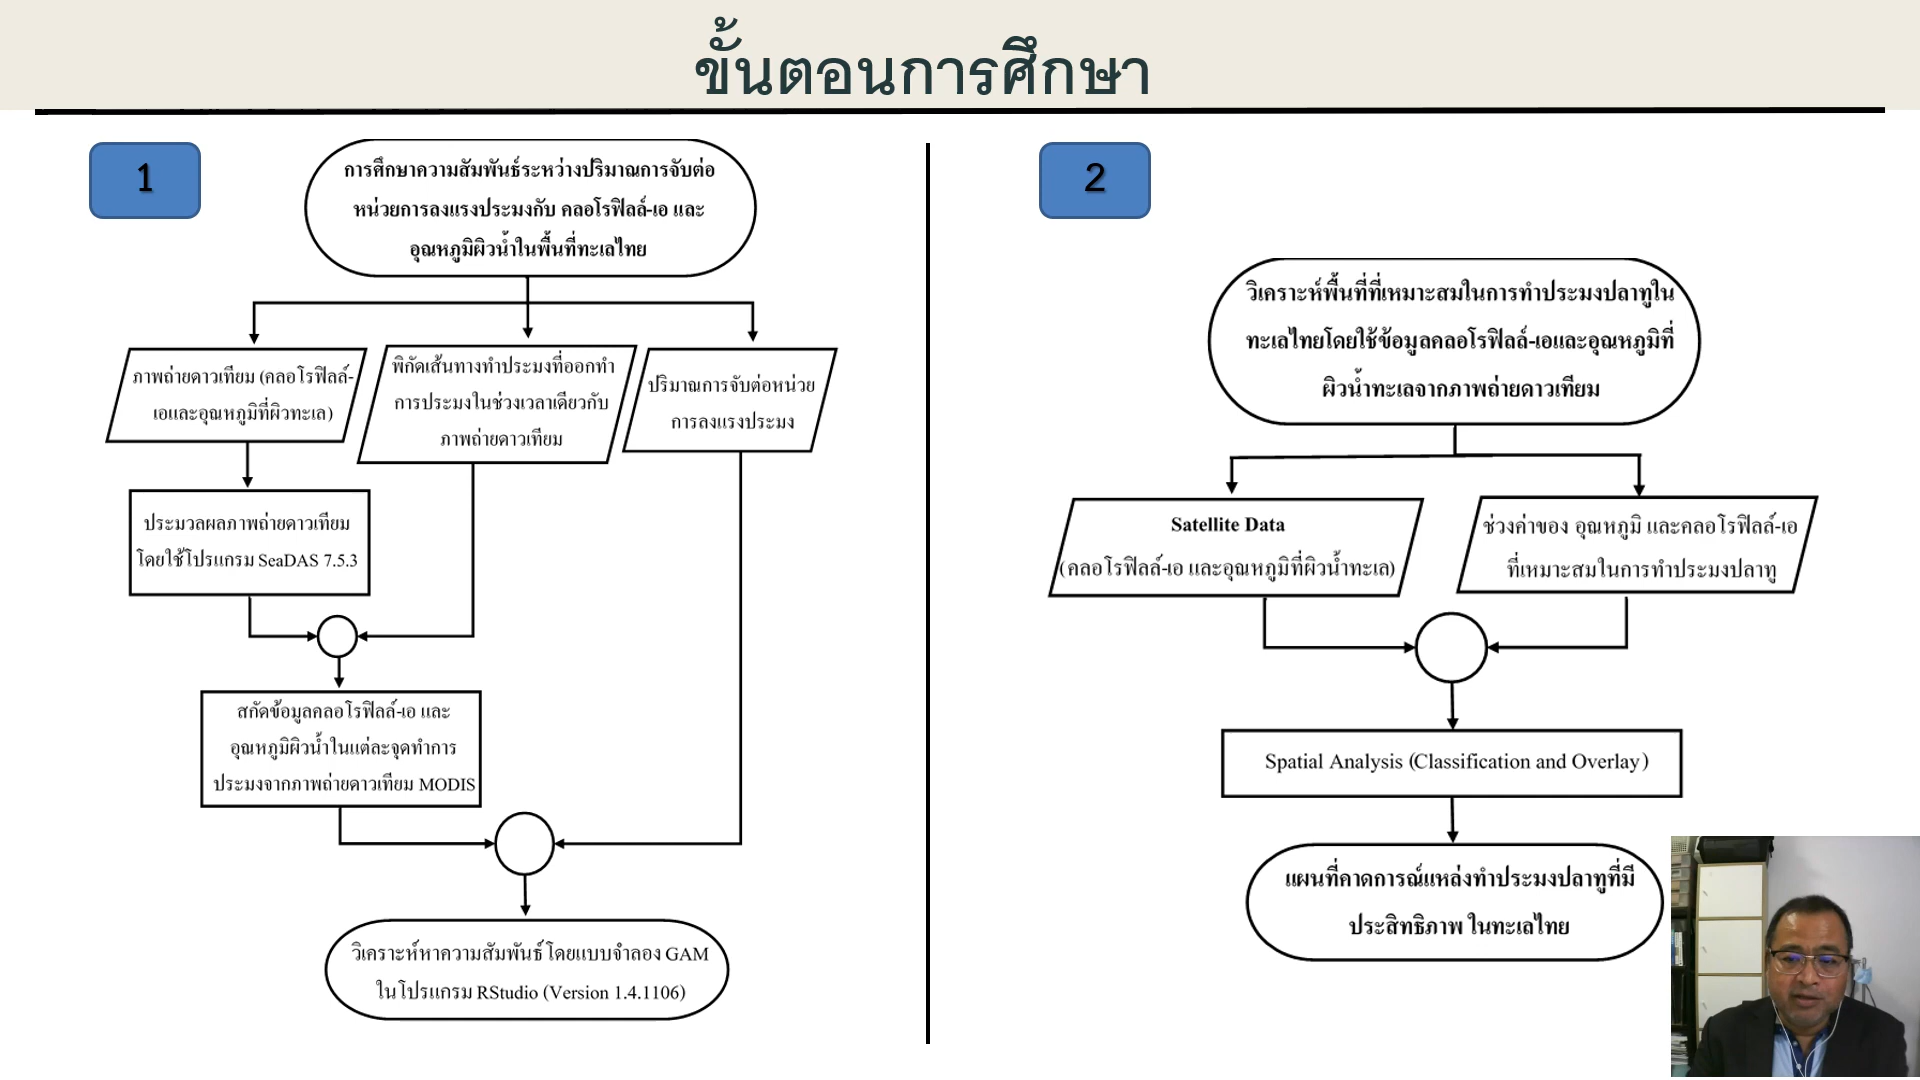 ขั้นตอนการศึกษา
1
การศึกษาความสัมพันธ์ระหว่างปริมาณการจับต่อ
หน่วยการลงแรงประมงกับ คลอโรฟิลล์-เอ และ
อุณหภูมิผิวน้ำในพื้นที่ทะเลไทย
ภาพถ่ายดาวเทียม (คลอโรฟิลล์-
เอและอุณหภูมิที่ผิวทะเล)
พิกัดเส้นทางทำประมงที่ออกทำ
การประมงในช่วงเวลาเดียวกับ
ภาพถ่ายดาวเทียม
ปริมาณการจับต่อหน่วย
การลงแรงประมง
ประมวลผลภาพถ่ายดาวเทียม
โดยใช้โปรแกรม SeaDAS 7.5.3
สกัดข้อมูลคลอโรฟิลล์-เอ และ
อุณหภูมิผิวน้ำในแต่ละจุดทำการ
ประมงจากภาพถ่ายดาวเทียม MODIS
วิเคราะห์หาความสัมพันธ์ โดยแบบจำลอง GAM
ในโปรแกรม RStudio (Version 1.4.1106)
2
วิเคราะห์พื้นที่ที่เหมาะสมในการทำประมงปลาทูใน
ทะเลไทยโดยใช้ข้อมูลคลอโรฟิลล์-เอและอุณหภูมิที่
ผิวน้ำทะเลจากภาพถ่ายดาวเทียม
Satellite Data
(คลอโรฟิลล์-เอ และอุณหภูมิที่ผิวน้ำทะเล)
ช่วงค่าของ อุณหภูมิ และคลอโรฟิลล์-เอ
ที่เหมาะสมในการทำประมงปลาทู
Spatial Analysis (Classification and Overlay)
แผนที่คาดการณ์แหล่งทำประมงปลาทูที่มี
ประสิทธิภาพ ในทะเลไทย